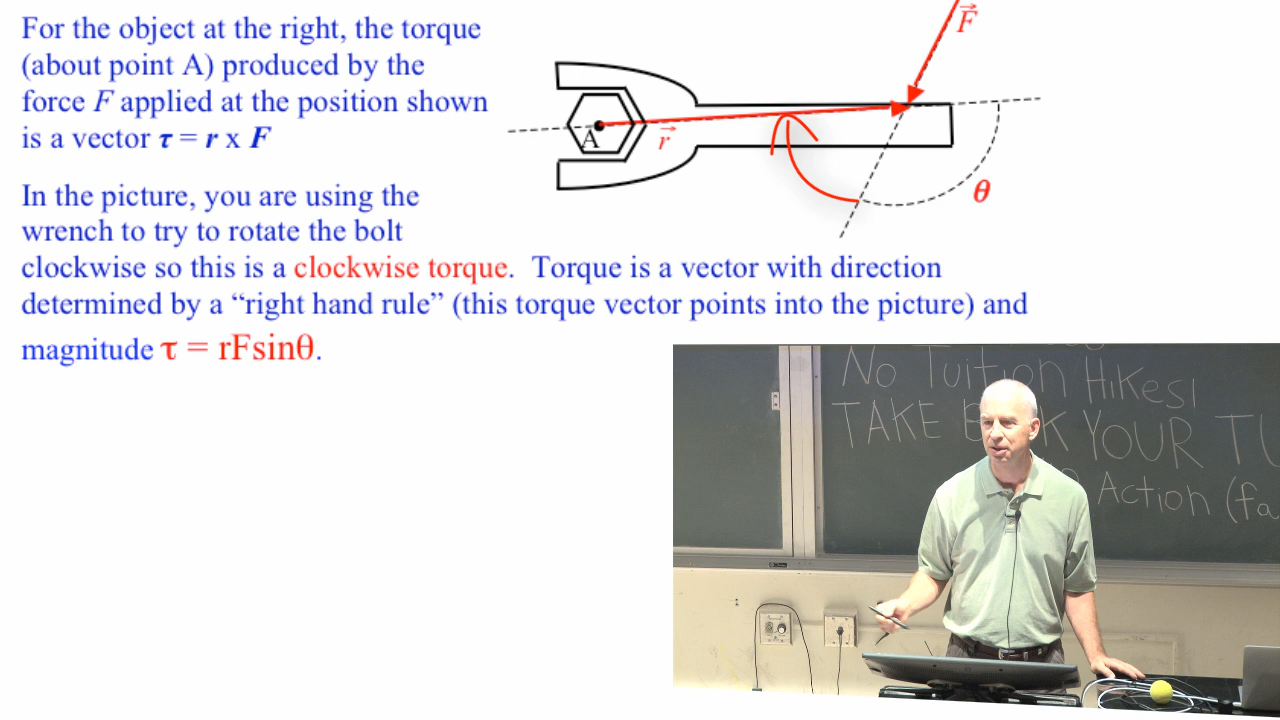 For the object at the right, the torque
(about point A) produced by the
force F applied at the position shown
is a vector τ = r x F
F
A
r
θ
In the picture, you are using the
wrench to try to rotate the bolt
clockwise so this is a clockwise torque. Torque is a vector with direction
determined by a “right hand rule” (this torque vector points into the picture) and
magnitude τ = rFsinθ.
No Tuition Hikes!
TAKE YOUR
Action